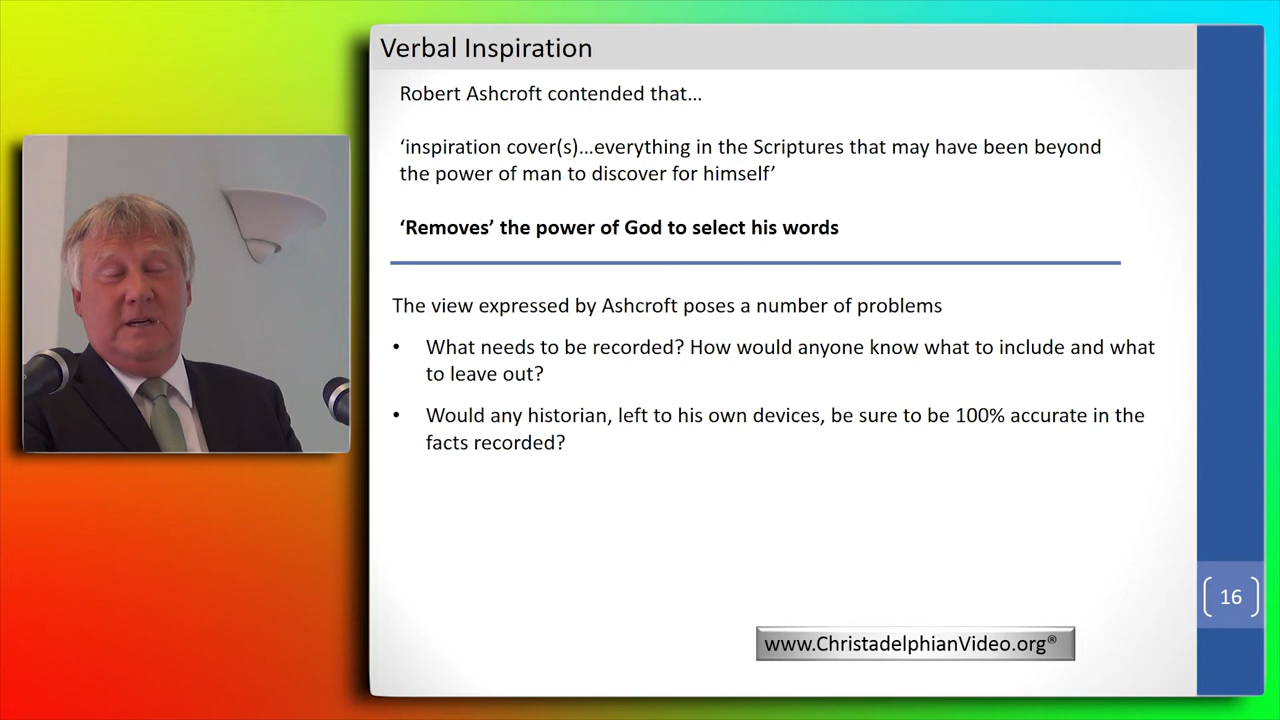 Verbal Inspiration
Robert Ashcroft contended that...
‘inspiration cover(s)...everything in the Scriptures that may have been beyond
the power of man to discover for himself’
‘Removes’ the power of God to select his words
The view expressed by Ashcroft poses a number of problems
• What needs to be recorded? How would anyone know what to include and what
to leave out?
• Would any historian, left to his own devices, be sure to be 100% accurate in the
facts recorded?
16
www.ChristadelphianVideo.org®